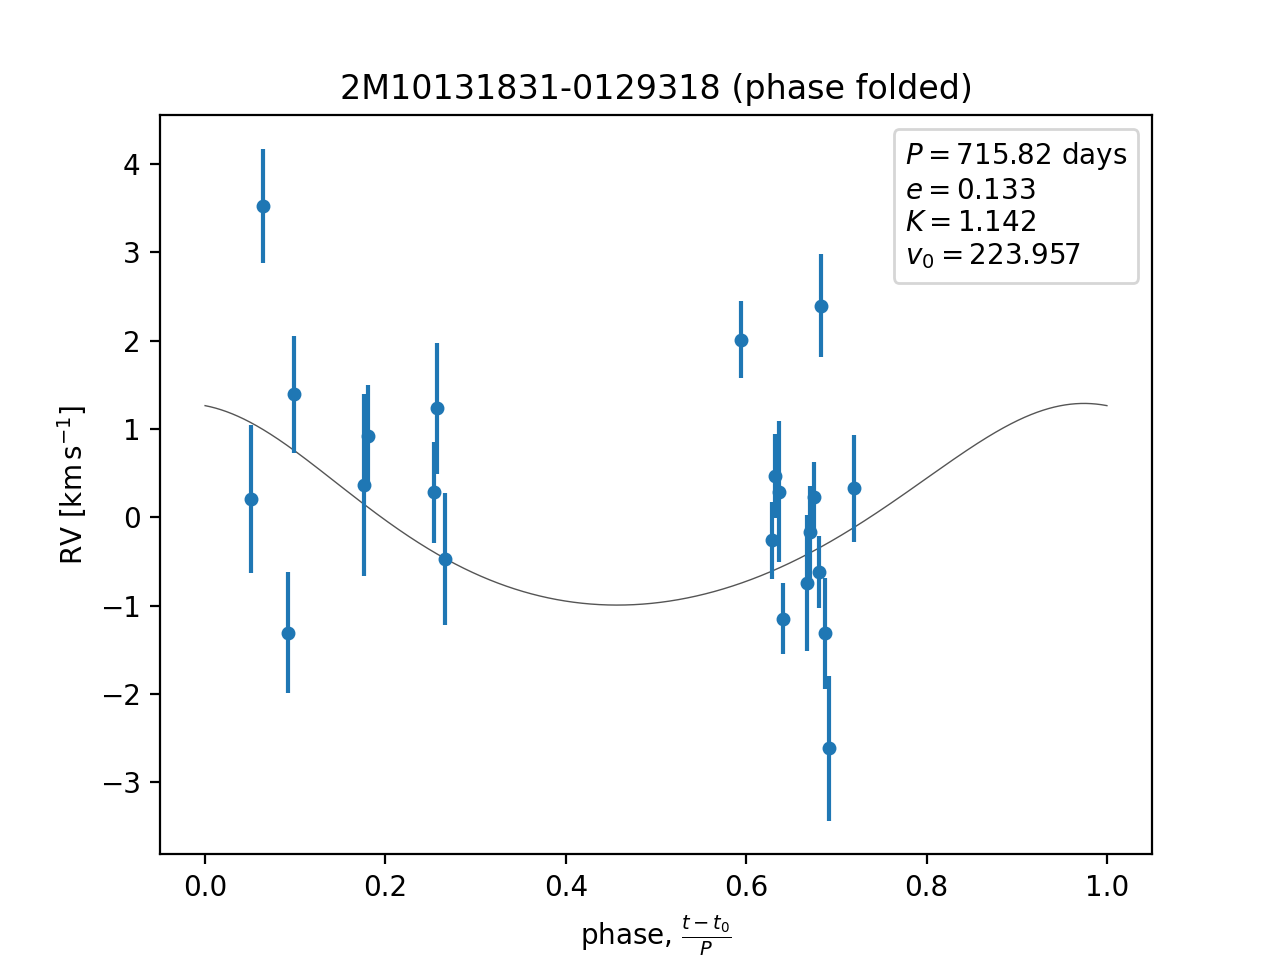 2M10131831-0129318 (phase folded)
P = 715.82 days
e = 0.133
K = 1.142
v₀ = 223.957
4
3
2
1
0
−1
−2
−3
RV [km s⁻¹]
0.0 0.2 0.4 0.6 0.8 1.0
phase, (t − t₀)/P